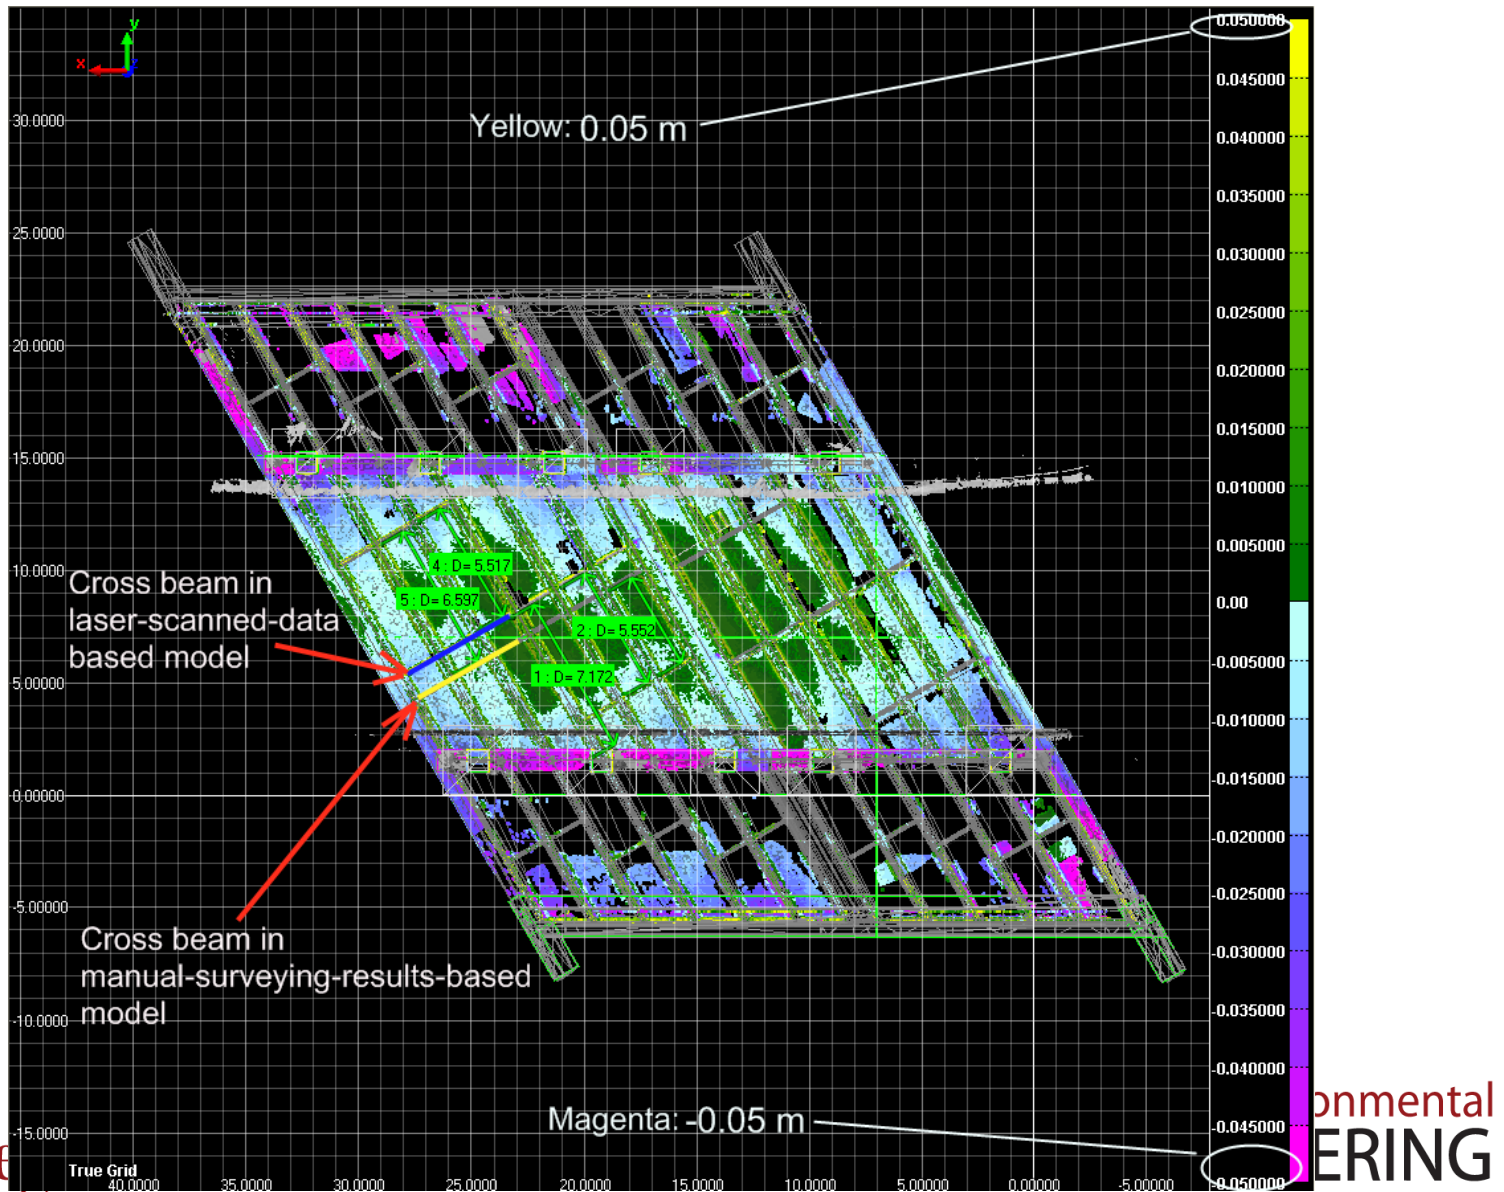 y
x
0.050000
0.045000
0.040000
0.035000
0.030000
0.025000
0.020000
0.015000
0.010000
0.005000
0.00
-0.005000
-0.010000
-0.015000
-0.020000
-0.025000
-0.030000
-0.035000
-0.040000
-0.045000
-0.050000
Yellow: 0.05 m
30.0000
25.0000
20.0000
15.0000
10.0000
5.00000
0.00000
-5.00000
-10.0000
-15.0000
4 : D= 5.517
5 : D= 6.597
2 : D= 5.552
1 : D= 7.172
Cross beam in
laser-scanned-data
based model
Cross beam in
manual-surveying-results-based
model
Magenta: -0.05 m
True Grid
40.0000 35.0000 30.0000 25.0000 20.0000 15.0000 10.0000 5.00000 0.00000 -5.00000
onmental
ERING